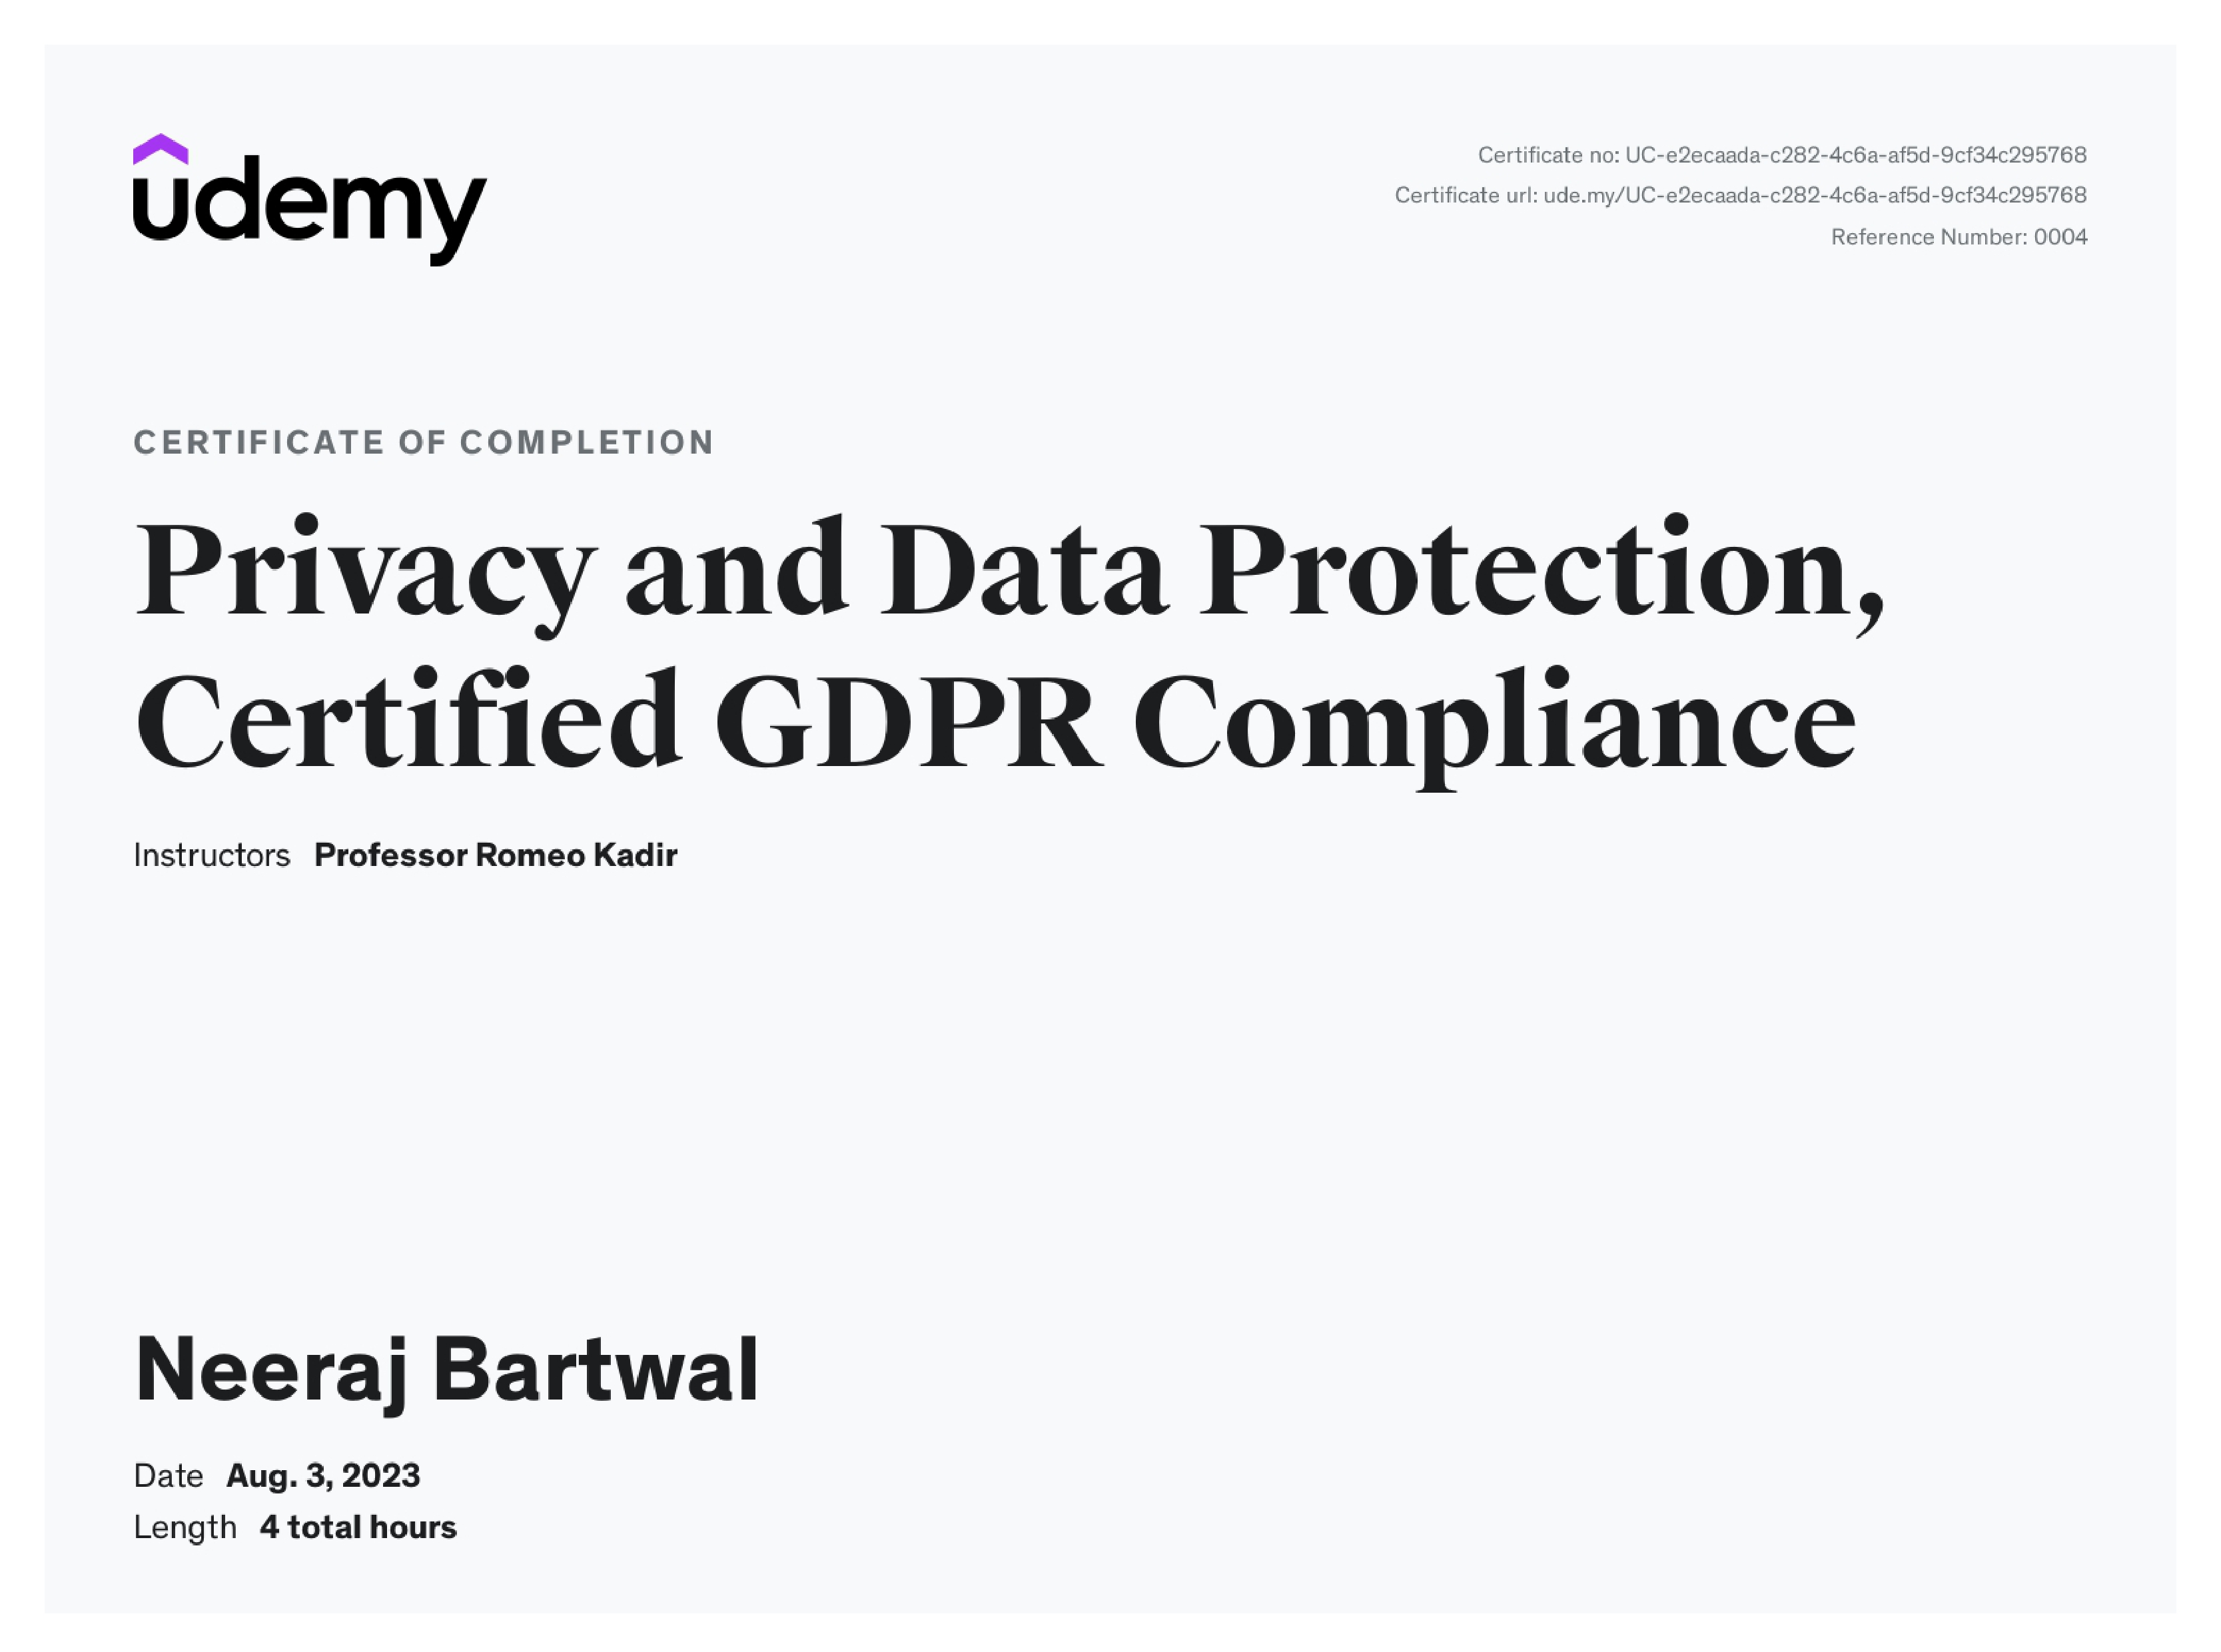 udemy
Certificate no: UC-e2ecaada-c282-4c6a-af5d-9cf34c295768
Certificate url: ude.my/UC-e2ecaada-c282-4c6a-af5d-9cf34c295768
Reference Number: 0004
CERTIFICATE OF COMPLETION
Privacy and Data Protection,
Certified GDPR Compliance
Instructors Professor Romeo Kadir
Neeraj Bartwal
Date Aug. 3, 2023
Length 4 total hours